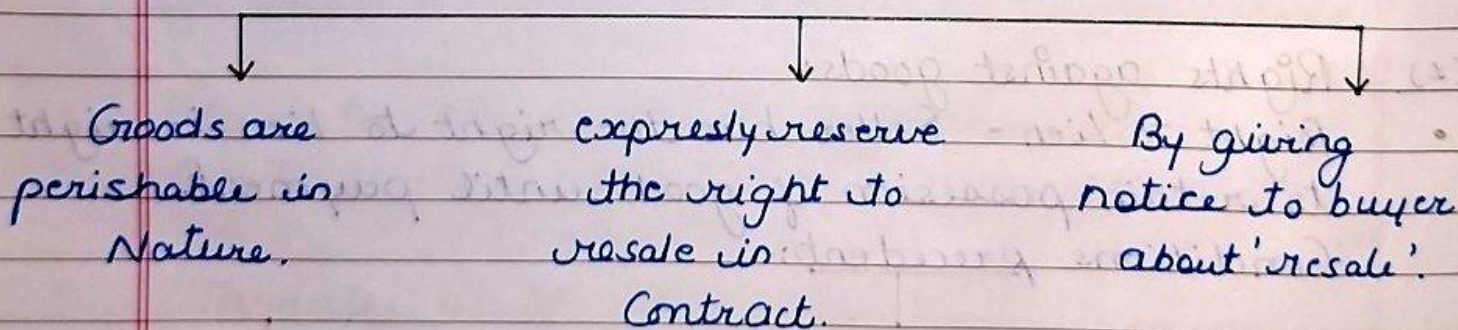 Goods are
perishable in
Nature.
expresly reserve
the right to
resale in
Contract.
By giving
notice to buyer
about 'resale'.